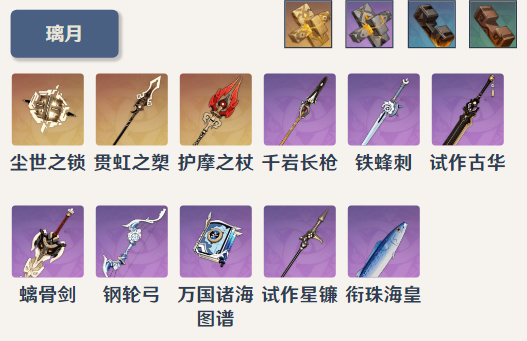 璃月
尘世之锁 贯虹之槊 护摩之杖 千岩长枪 铁蜂刺 试作古华
螭骨剑 钢轮弓 万国诸海 试作星镰 衔珠海皇
图谱